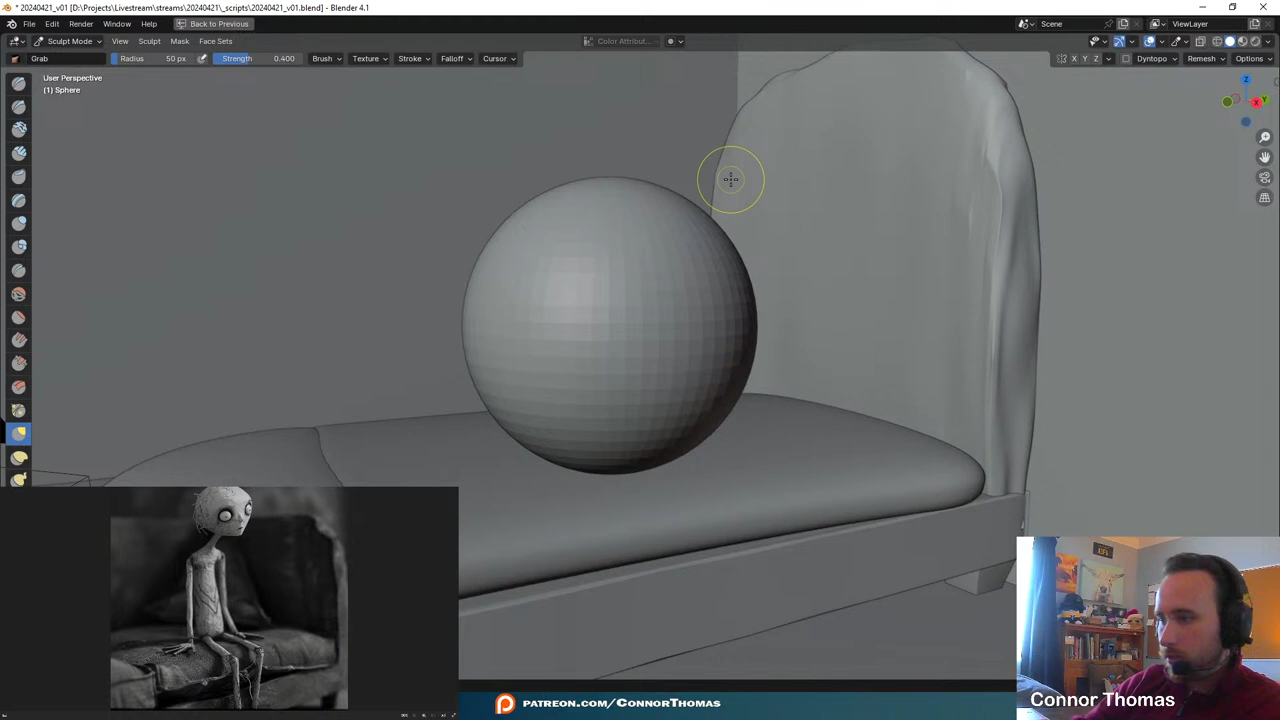 * 20240421_v01 [D:\Projects\Livestream\streams\20240421\_scripts\20240421_v01.blend] - Blender 4.1
File Edit Render Window Help Back to Previous Scene ViewLayer
Sculpt Mode View Sculpt Mask Face Sets Color Attribut...
Grab Radius 50 px Strength 0.400 Brush Texture Stroke Falloff Cursor X Y Z Dyntopo Remesh Options
User Perspective
(1) Sphere
Z
Y
X
Connor Thomas
PATREON.COM/CONNORTHOMAS